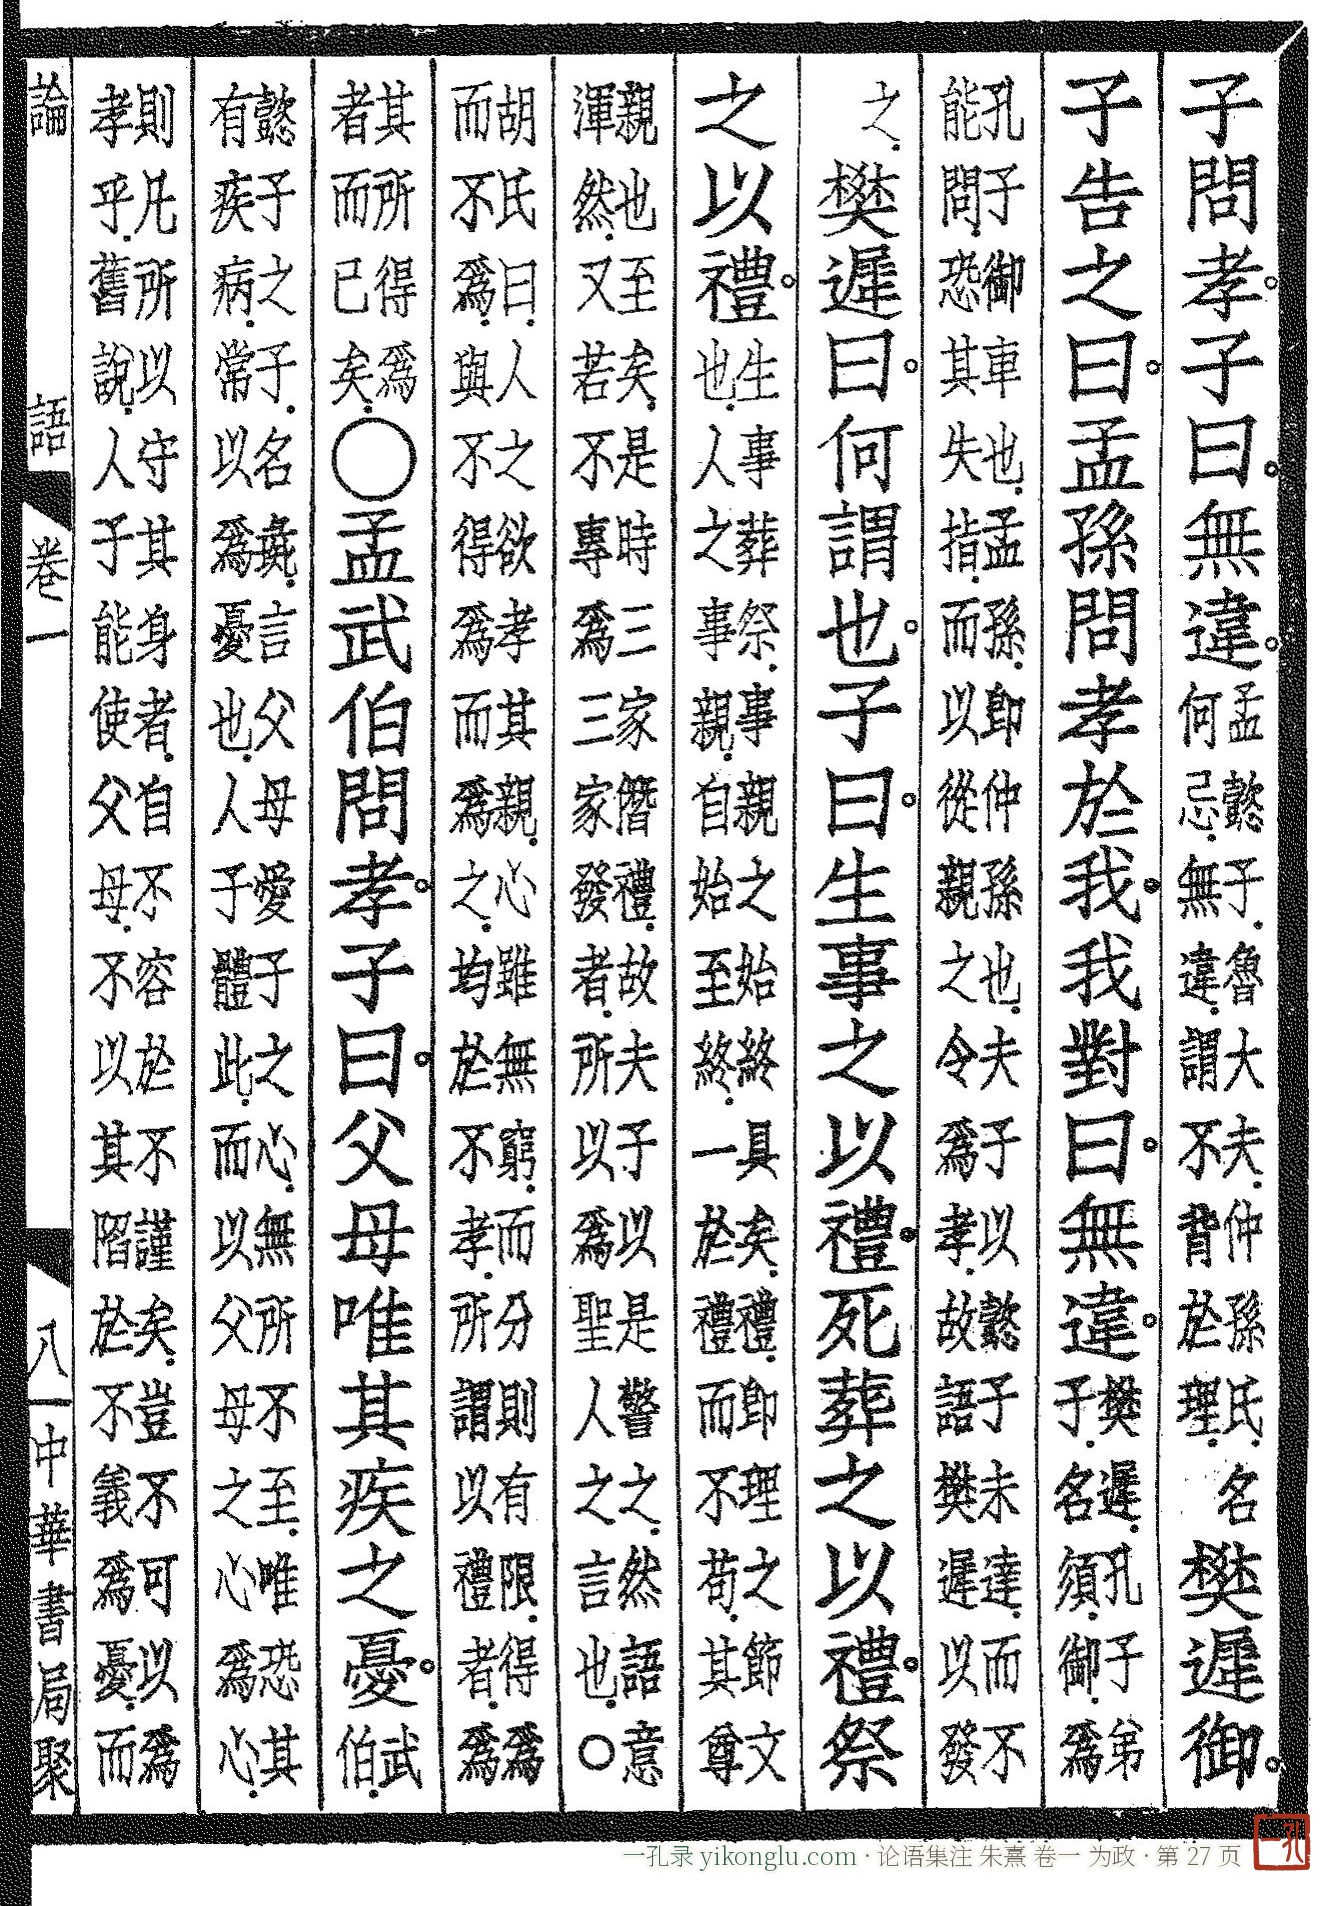 子問孝。子曰。無違。
孟懿子.魯大夫.仲孫氏.名
何忌.無違.謂不背於理.
樊遲御。
子告之曰。孟孫問孝於我。我對曰。無違。
樊遲.孔子弟
子.名須.御.爲
孔子御車也.孟孫.即仲孫也.夫子以懿子未達.而不
能問.恐其失指.而以從親之令爲孝.故語樊遲以發
之.
樊遲曰。何謂也。子曰。生事之以禮。死葬之以禮。祭
之以禮。
生事葬祭.事親之始終具矣.禮.即理之節文
也.人之事親.自始至終.一於禮而不苟.其尊
親也至矣.是時三家僭禮.故夫子以是警之.然語意
渾然.又若不專爲三家發者.所以爲聖人之言也.○
胡氏曰.人之欲孝其親.心雖無窮.而分則有限.得爲
而不爲.與不得爲而爲之.均於不孝.所謂以禮者.爲
其所得爲
者而已矣.
○孟武伯問孝。子曰。父母唯其疾之憂。
武
伯.
懿子之子.名彘.言父母愛子之心.無所不至.唯恐其
有疾病.常以爲憂也.人子體此.而以父母之心爲心.
則凡所以守其身者.自不容於不謹矣.豈不可以爲
孝乎.舊說.人子能使父母.不以其陷於不義爲憂.而
論語
卷一
八一中華書局聚
一孔录 yikonglu.com · 论语集注 朱熹 卷一 为政 · 第 27 页
一孔